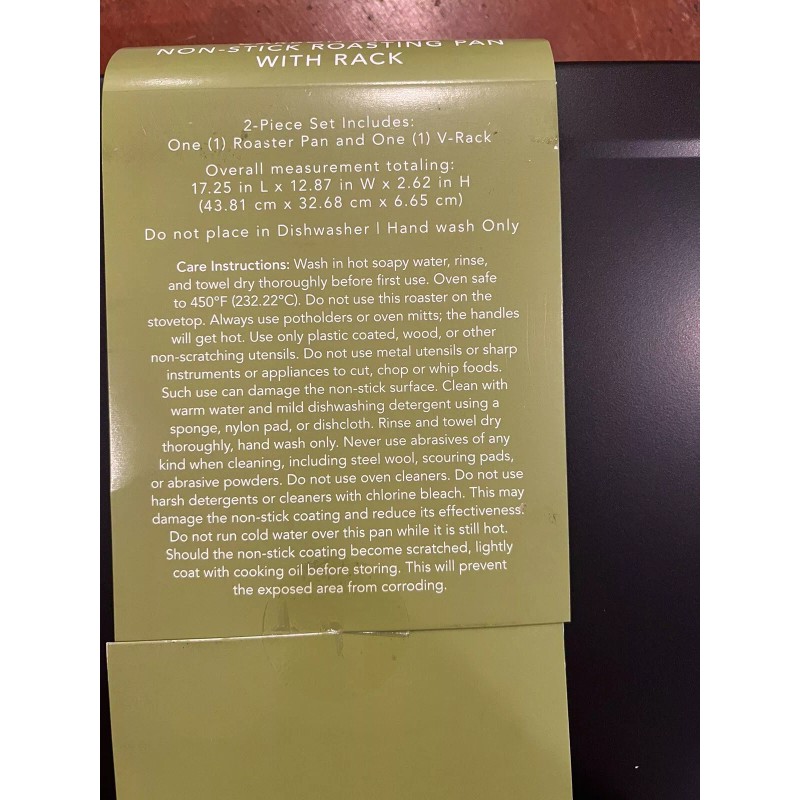 NON-STICK ROASTING PAN
WITH RACK
2-Piece Set Includes:
One (1) Roaster Pan and One (1) V-Rack
Overall measurement totaling:
17.25 in L x 12.87 in W x 2.62 in H
(43.81 cm x 32.68 cm x 6.65 cm)
Do not place in Dishwasher | Hand wash Only
Care Instructions: Wash in hot soapy water, rinse,
and towel dry thoroughly before first use. Oven safe
to 450°F (232.22°C). Do not use this roaster on the
stovetop. Always use potholders or oven mitts; the handles
will get hot. Use only plastic coated, wood, or other
non-scratching utensils. Do not use metal utensils or sharp
instruments or appliances to cut, chop or whip foods.
Such use can damage the non-stick surface. Clean with
warm water and mild dishwashing detergent using a
sponge, nylon pad, or dishcloth. Rinse and towel dry
thoroughly, hand wash only. Never use abrasives of any
kind when cleaning, including steel wool, scouring pads,
or abrasive powders. Do not use oven cleaners. Do not use
harsh detergents or cleaners with chlorine bleach. This may
damage the non-stick coating and reduce its effectiveness.
Do not run cold water over this pan while it is still hot.
Should the non-stick coating become scratched, lightly
coat with cooking oil before storing. This will prevent
the exposed area from corroding.